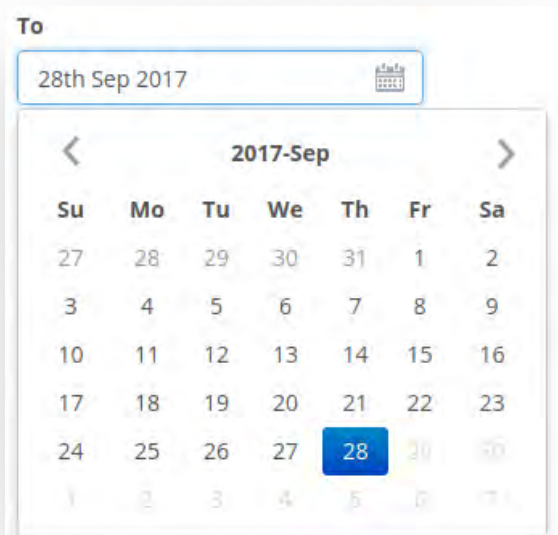 To
28th Sep 2017
2017-Sep
Su Mo Tu We Th Fr Sa
27 28 29 30 31 1 2
3 4 5 6 7 8 9
10 11 12 13 14 15 16
17 18 19 20 21 22 23
24 25 26 27 28 29 30
1 2 3 4 5 6 7